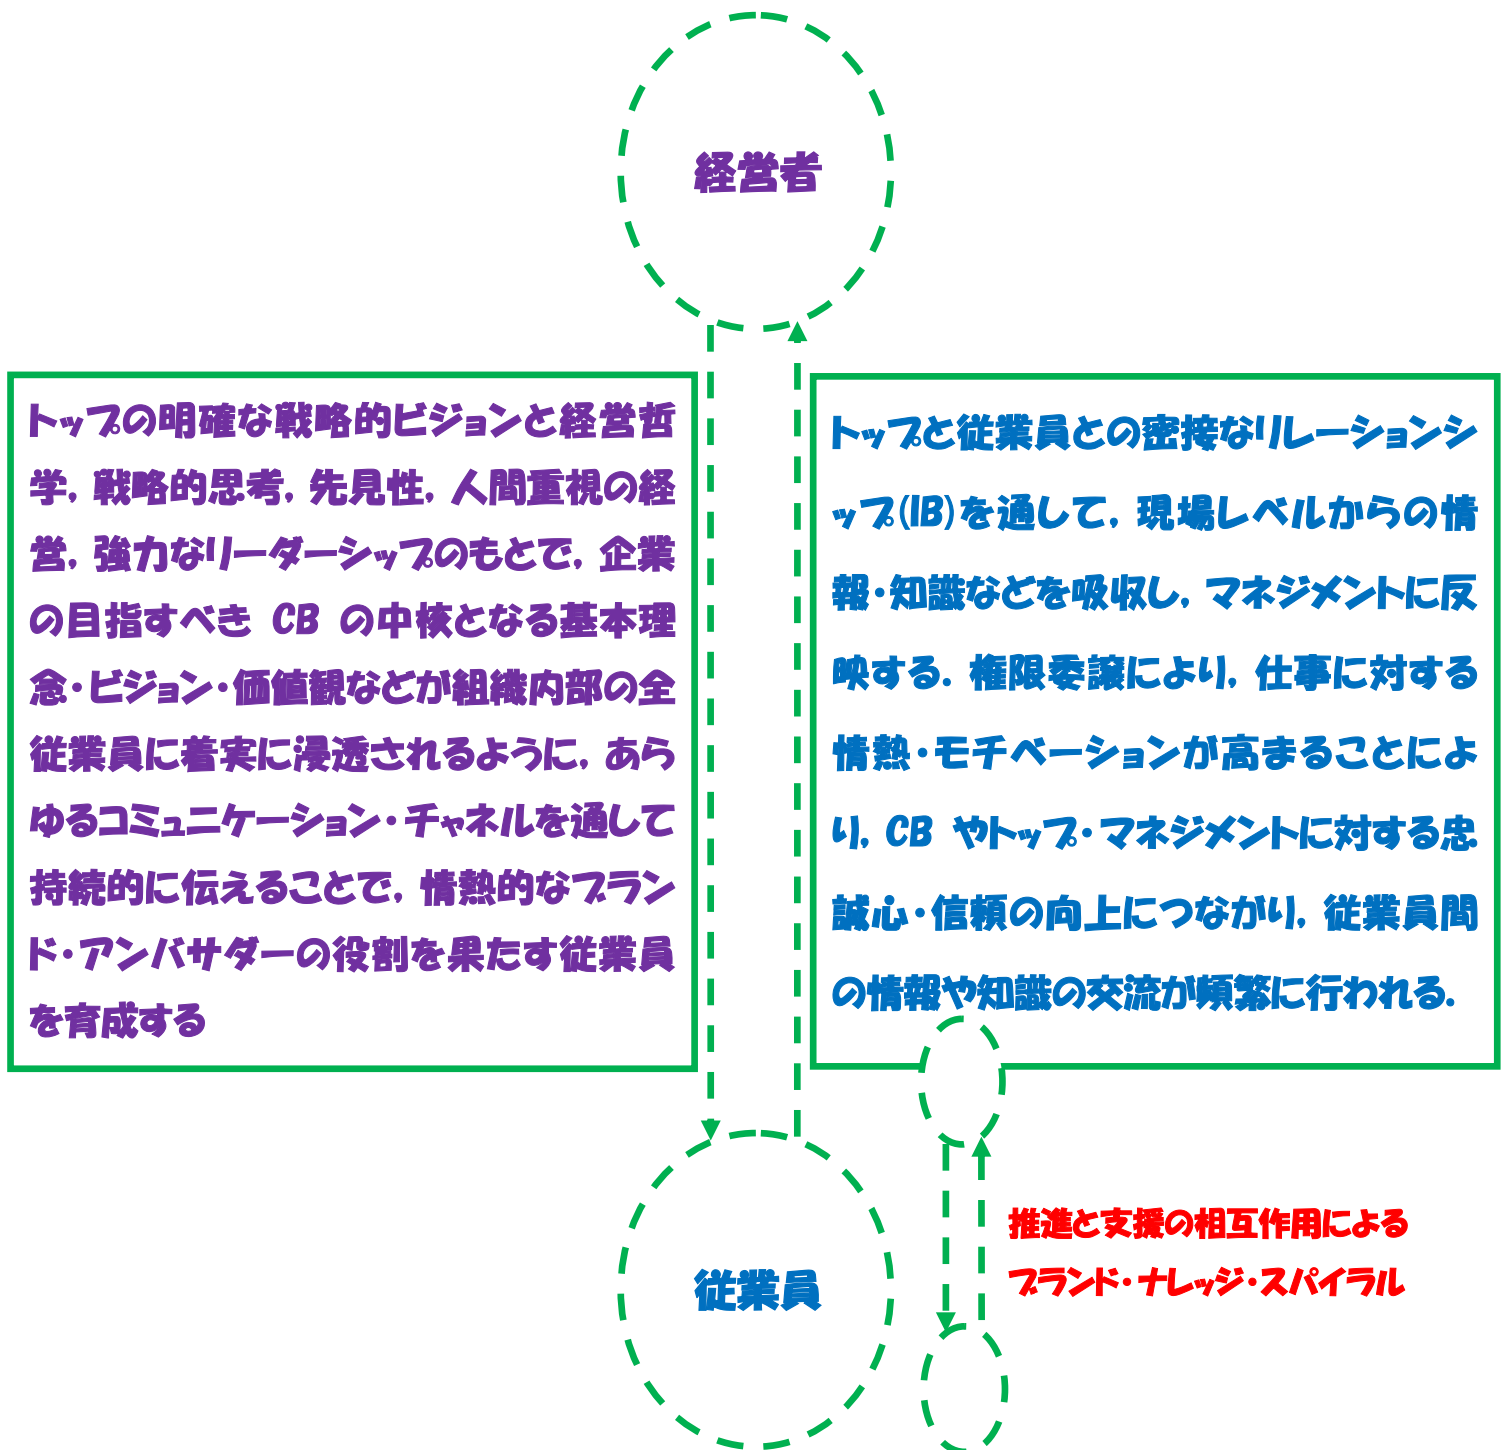 経営者
トップの明確な戦略的ビジョンと経営哲
学，戦略的思考，先見性，人間重視の経
営，強力なリーダーシップのもとで，企業
の目指すべき CB の中核となる基本理
念・ビジョン・価値観などが組織内部の全
従業員に着実に浸透されるように，あら
ゆるコミュニケーション・チャネルを通して
持続的に伝えることで，情熱的なブラン
ド・アンバサダーの役割を果たす従業員
を育成する
トップと従業員との密接なリレーションシ
ップ(IB)を通して，現場レベルからの情
報・知識などを吸収し，マネジメントに反
映する．権限委譲により，仕事に対する
情熱・モチベーションが高まることによ
り，CB やトップ・マネジメントに対する忠
誠心・信頼の向上につながり，従業員間
の情報や知識の交流が頻繁に行われる．
推進と支援の相互作用による
ブランド・ナレッジ・スパイラル
従業員